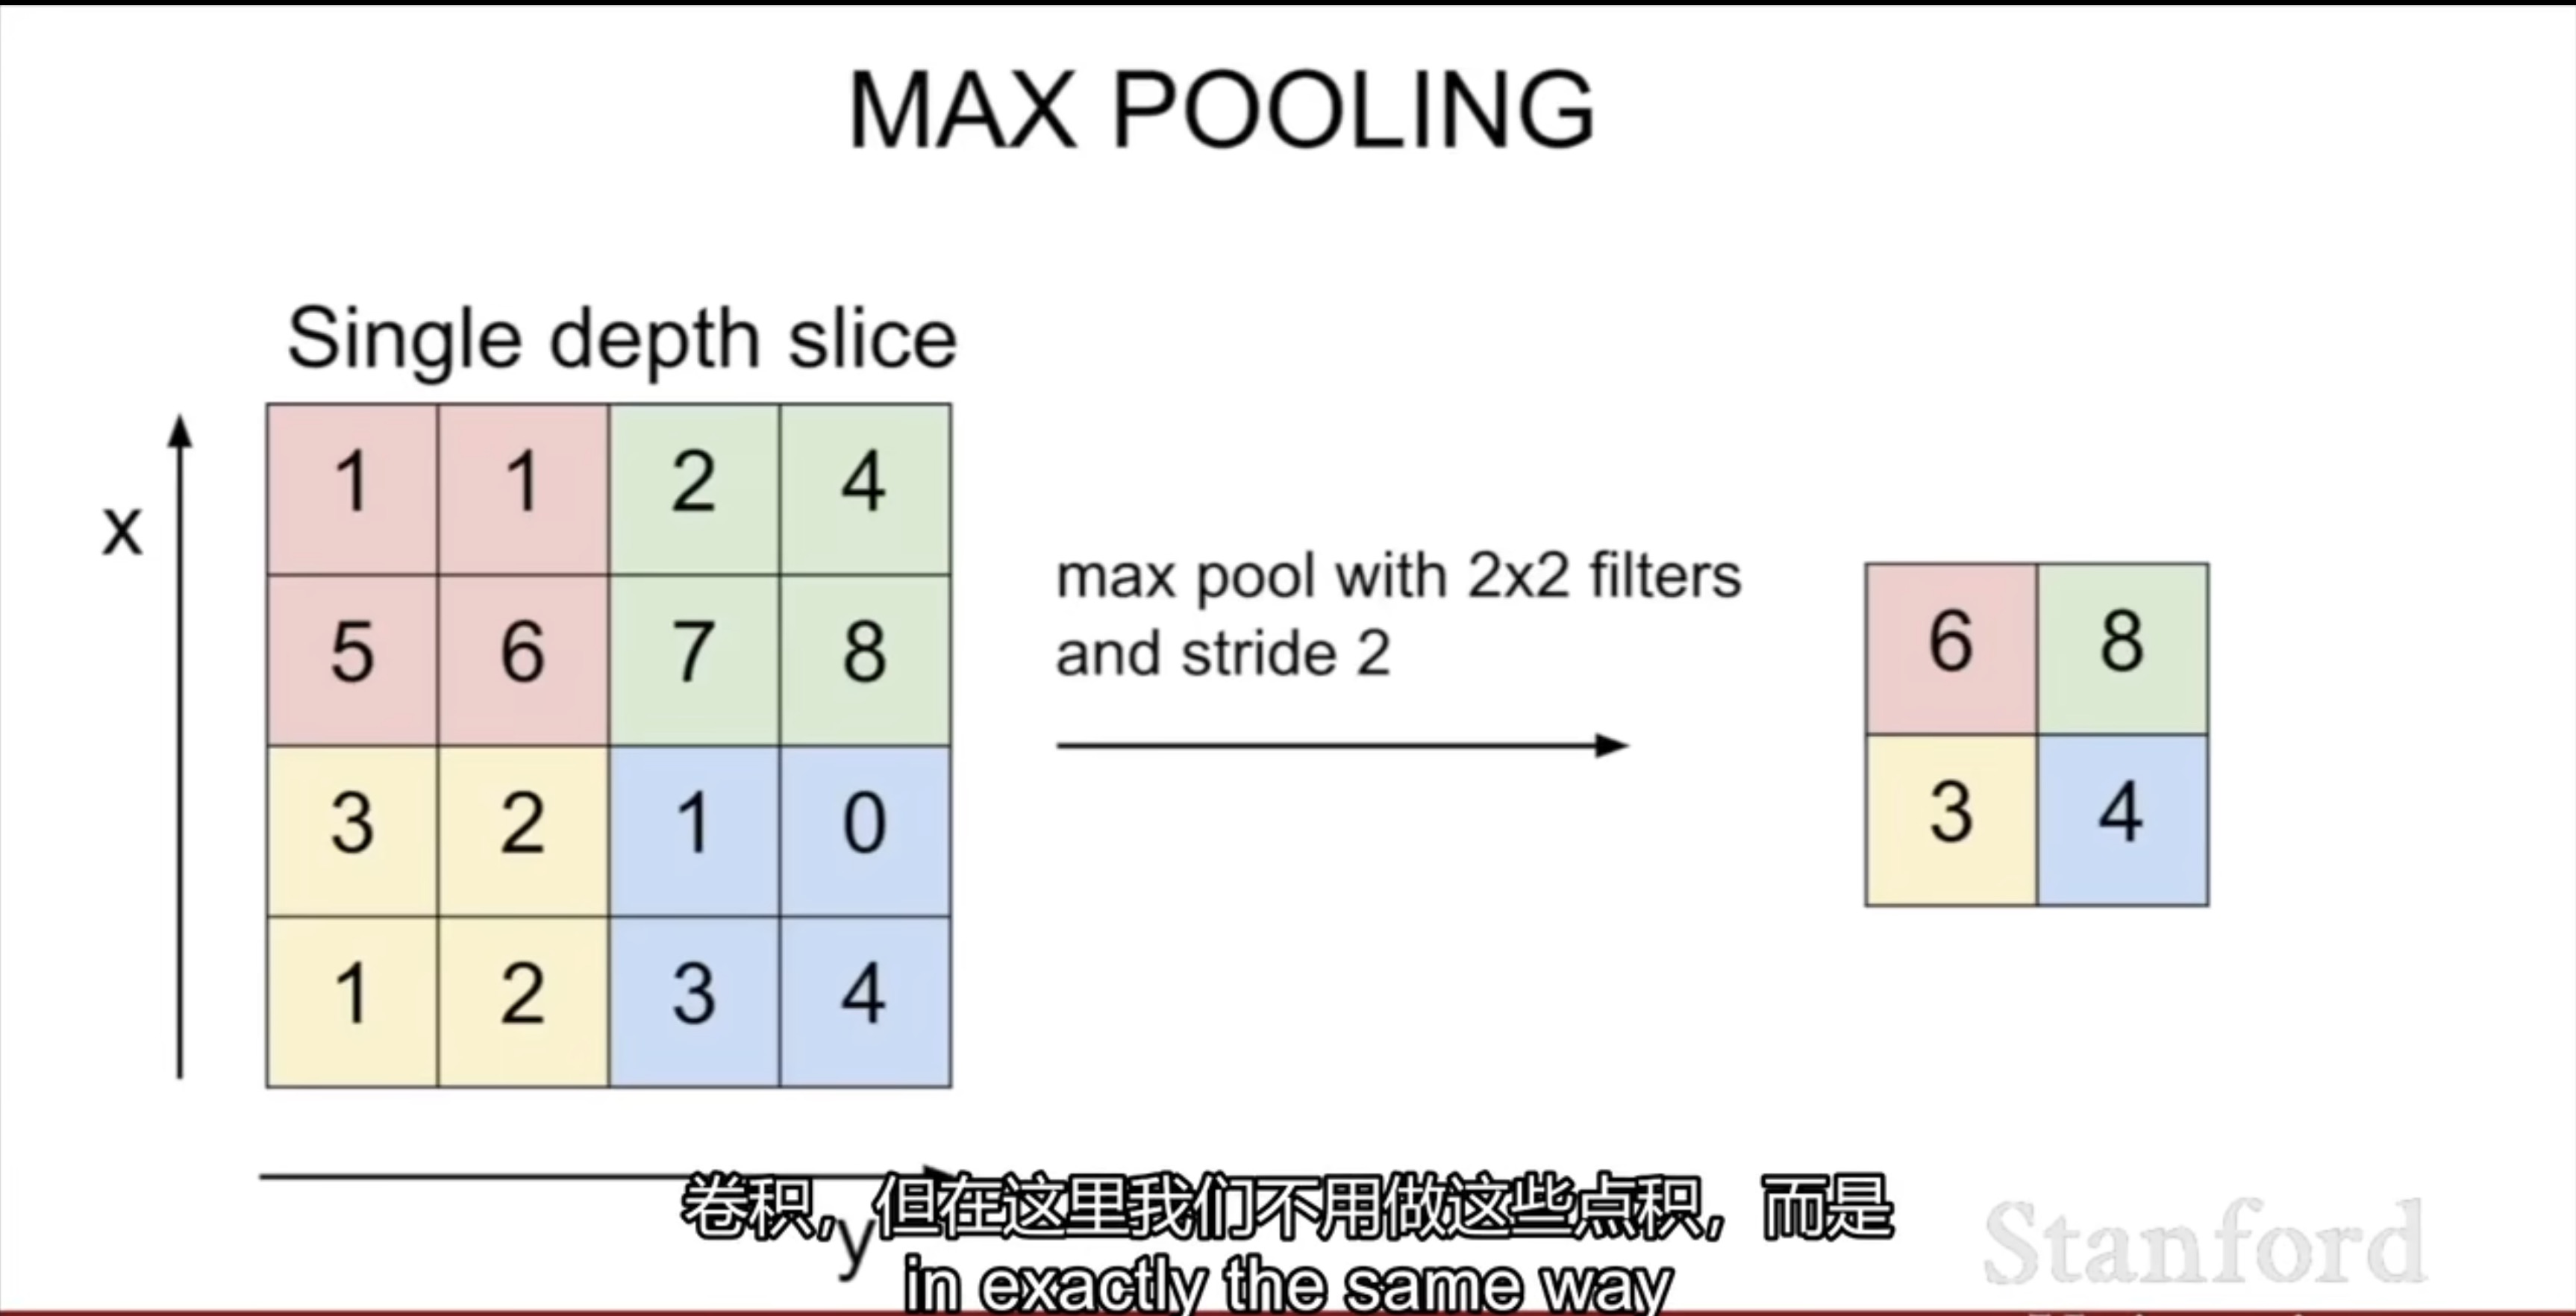 MAX POOLING
Single depth slice
x
1 1 2 4
5 6 7 8
3 2 1 0
1 2 3 4
max pool with 2x2 filters
and stride 2
6 8
3 4
y
卷积，但在这里我们不用做这些点积，而是
in exactly the same way
Stanford